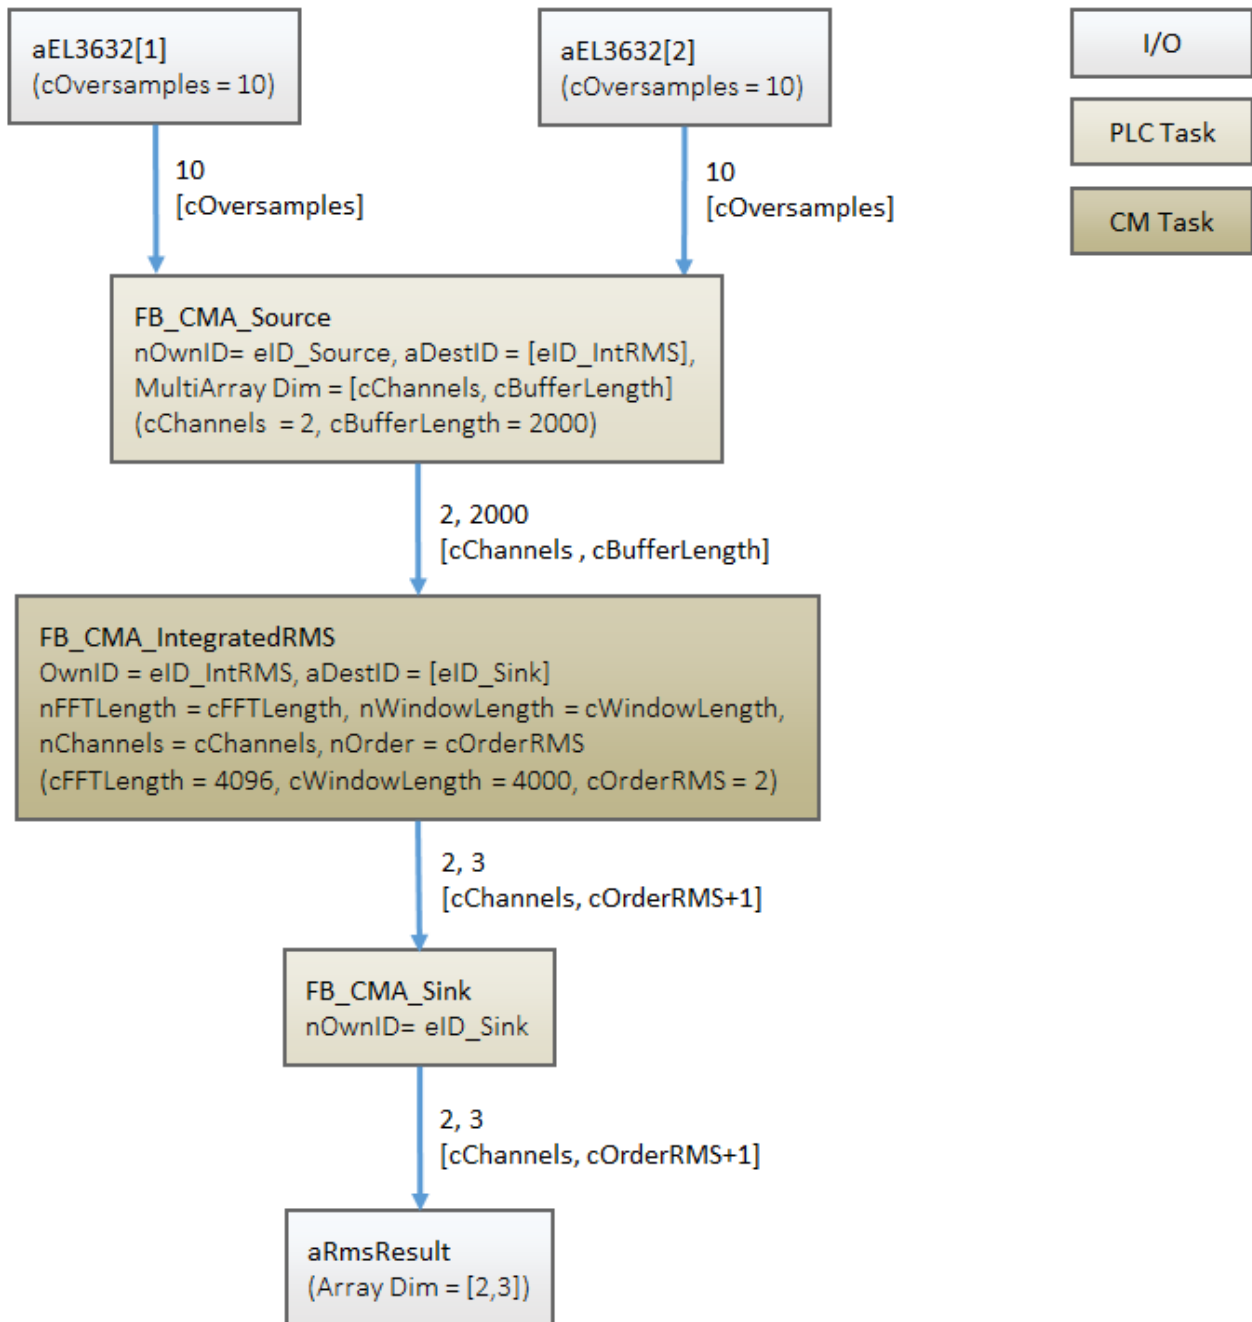 aEL3632[1]
(cOversamples = 10)
aEL3632[2]
(cOversamples = 10)
I/O
PLC Task
CM Task
10
[cOversamples]
10
[cOversamples]
FB_CMA_Source
nOwnID= eID_Source, aDestID = [eID_IntRMS],
MultiArray Dim = [cChannels, cBufferLength]
(cChannels  = 2, cBufferLength = 2000)
2, 2000
[cChannels , cBufferLength]
FB_CMA_IntegratedRMS
OwnID = eID_IntRMS, aDestID = [eID_Sink]
nFFTLength = cFFTLength, nWindowLength = cWindowLength,
nChannels = cChannels, nOrder = cOrderRMS
(cFFTLength = 4096, cWindowLength = 4000, cOrderRMS = 2)
2, 3
[cChannels, cOrderRMS+1]
FB_CMA_Sink
nOwnID= eID_Sink
2, 3
[cChannels, cOrderRMS+1]
aRmsResult
(Array Dim = [2,3])